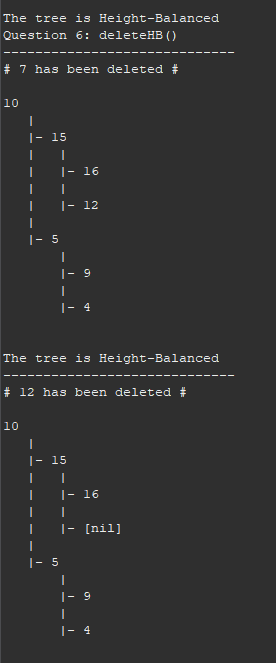 The tree is Height-Balanced
Question 6: deleteHB()
-----------------------------
# 7 has been deleted #
10
   |
   |- 15
   |   |
   |   |- 16
   |   |
   |   |- 12
   |
   |- 5
       |
       |- 9
       |
       |- 4
The tree is Height-Balanced
-----------------------------
# 12 has been deleted #
10
   |
   |- 15
   |   |
   |   |- 16
   |   |
   |   |- [nil]
   |
   |- 5
       |
       |- 9
       |
       |- 4